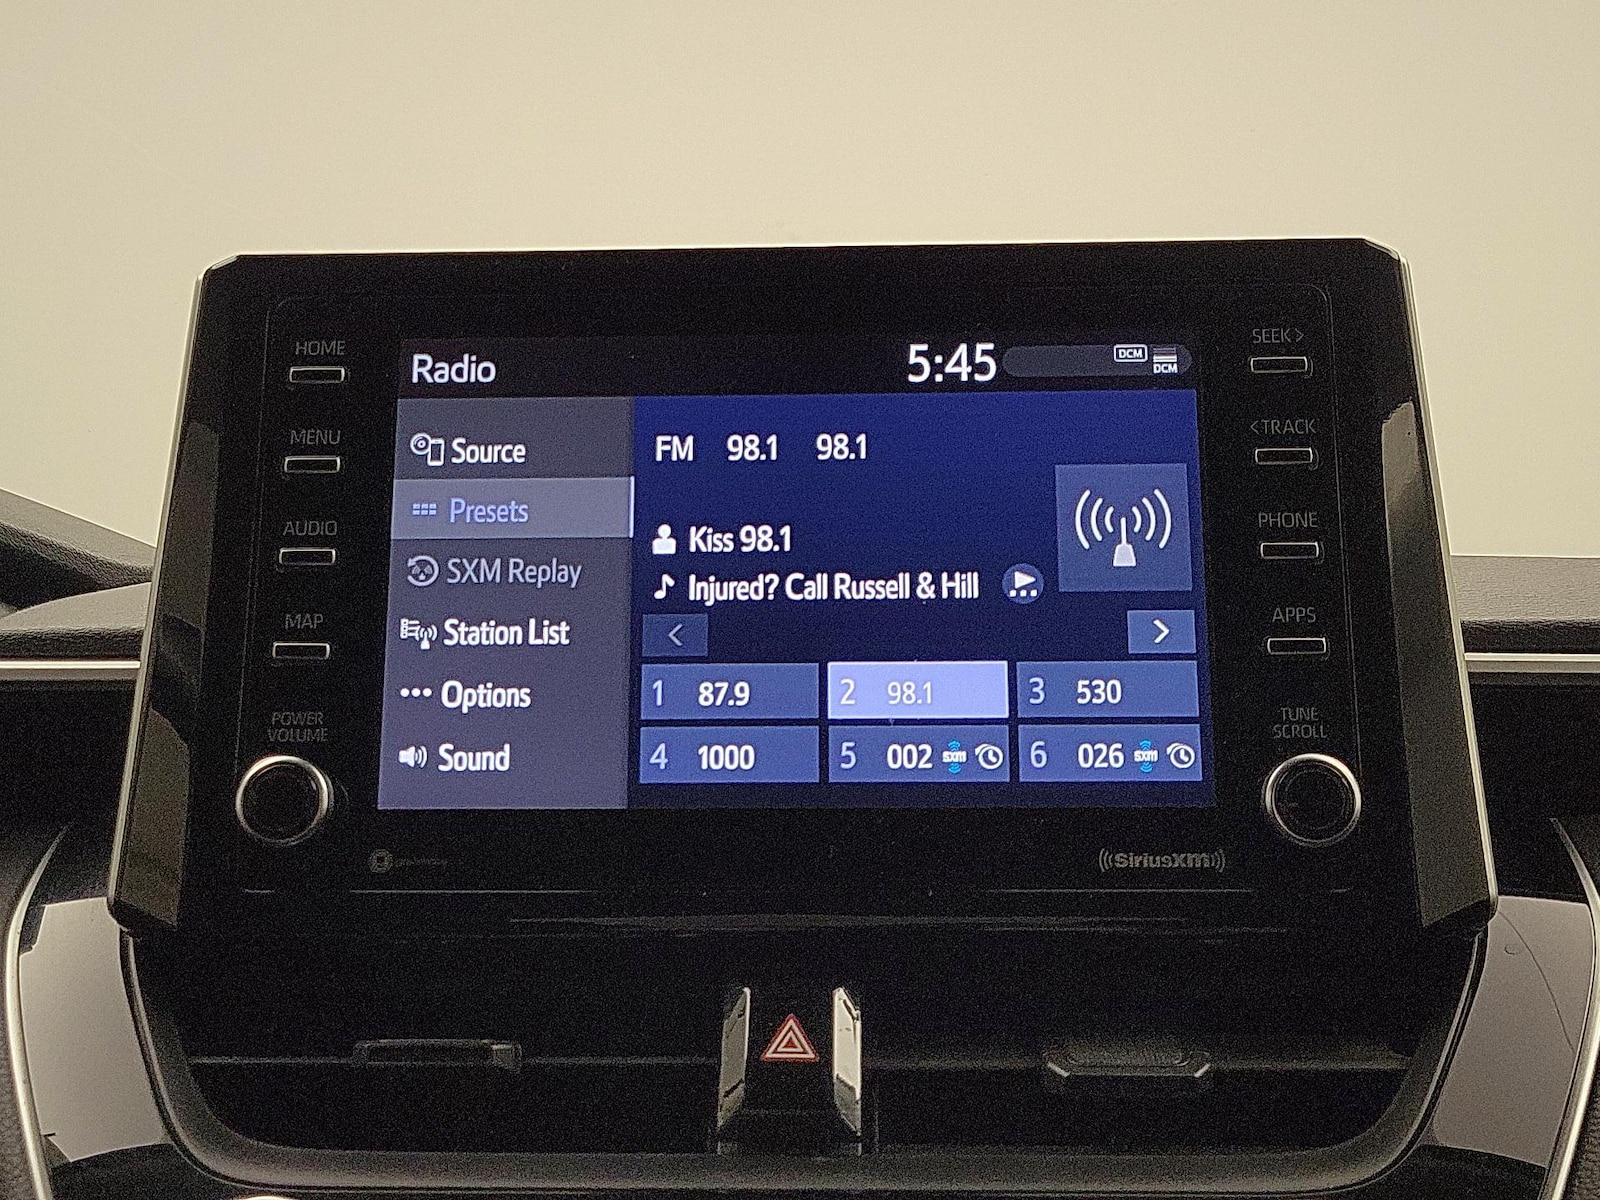 HOME
MENU
AUDIO
MAP
POWER
VOLUME
Radio
5:45
DCM
DCM
Source
Presets
SXM Replay
Station List
Options
Sound
FM 98.1 98.1
Kiss 98.1
Injured? Call Russell & Hill
<
>
1 87.9
2 98.1
3 530
4 1000
5 002 SXM
6 026 SXM
SEEK >
< TRACK
PHONE
APPS
TUNE
SCROLL
((SiriusXM))